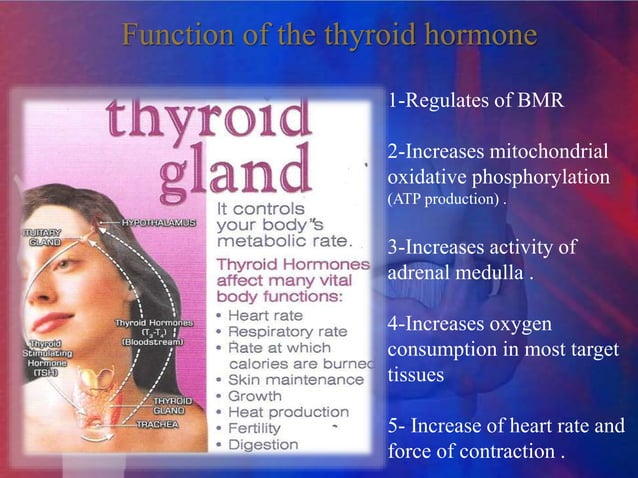 Function of the thyroid hormone
thyroid
gland
It controls
your body"s
metabolic rate.
Thyroid Hormones
affect many vital
body functions:
• Heart rate
• Respiratory rate
• Rate at which
calories are burned
• Skin maintenance
• Growth
• Heat production
• Fertility
• Digestion
HYPOTHALAMUS
ITUITARY
GLAND
Thyroid Hormones
(T3-T4)
(Bloodstream)
Thyroid
Stimulating
Hormone
(TSH)
THYROID
GLAND
TRACHEA
1-Regulates of BMR
2-Increases mitochondrial
oxidative phosphorylation
(ATP production) .
3-Increases activity of
adrenal medulla .
4-Increases oxygen
consumption in most target
tissues
5- Increase of heart rate and
force of contraction .